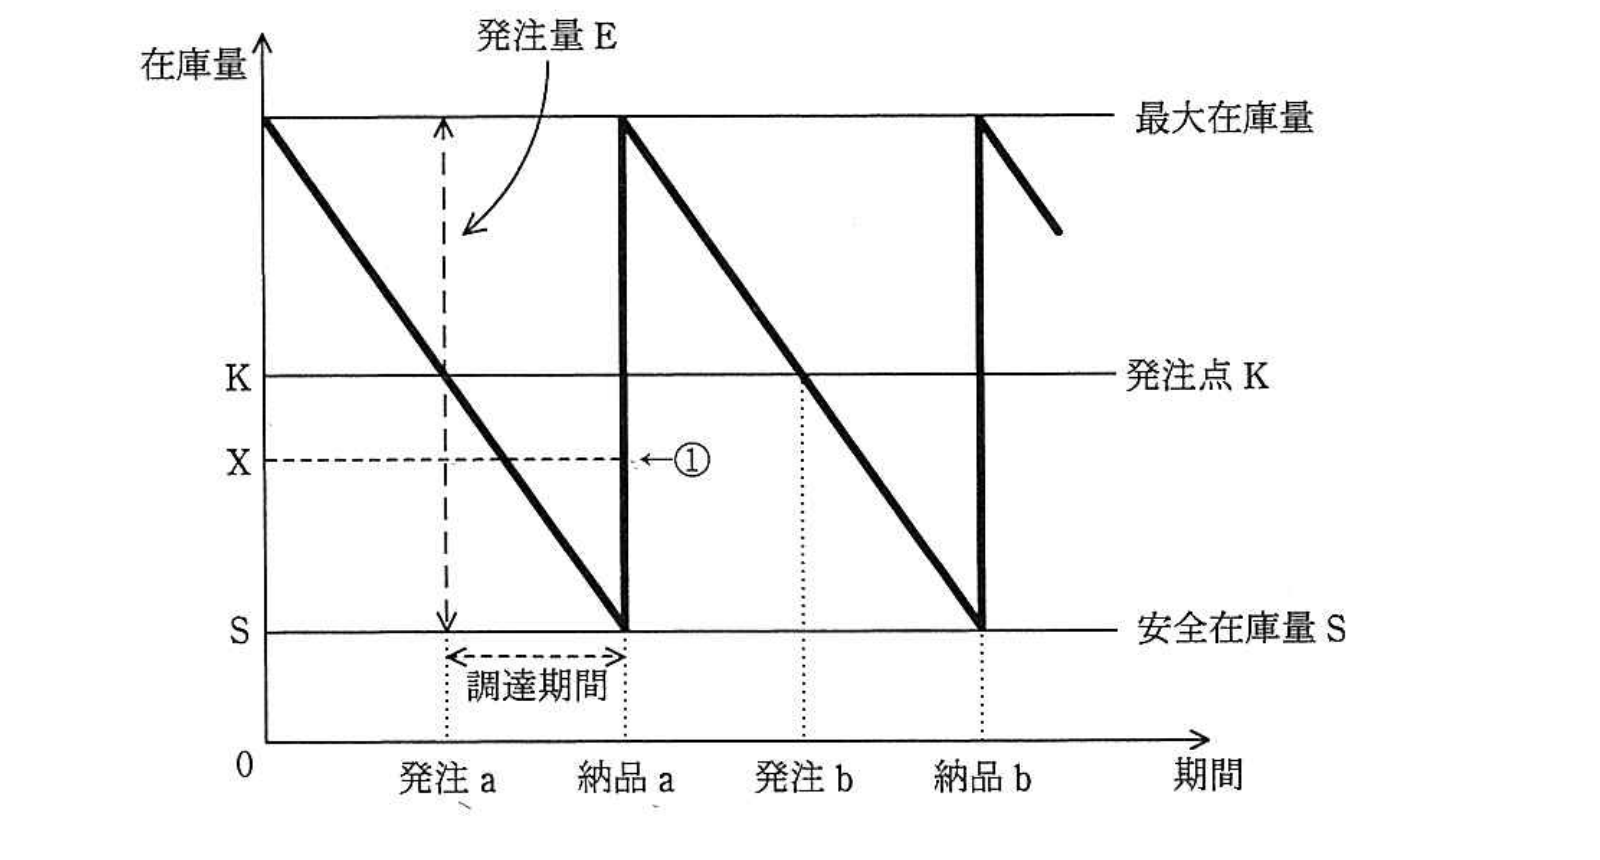 発注量 E
在庫量
最大在庫量
K
発注点 K
X
←①
S
安全在庫量 S
調達期間
0
発注 a
納品 a
発注 b
納品 b
期間